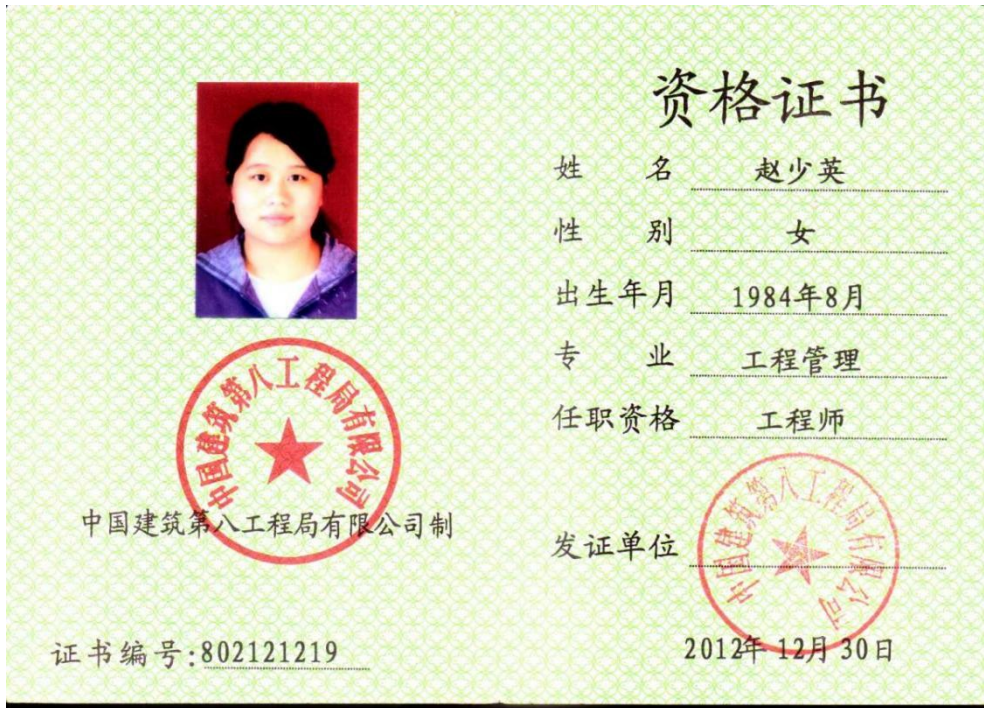 资格证书
姓 名 赵少英
性 别 女
出生年月 1984年8月
专 业 工程管理
任职资格 工程师
发证单位
中国建筑第八工程局有限公司
2012年 12月 30日
中国建筑第八工程局有限公司
中国建筑第八工程局有限公司制
证书编号:802121219